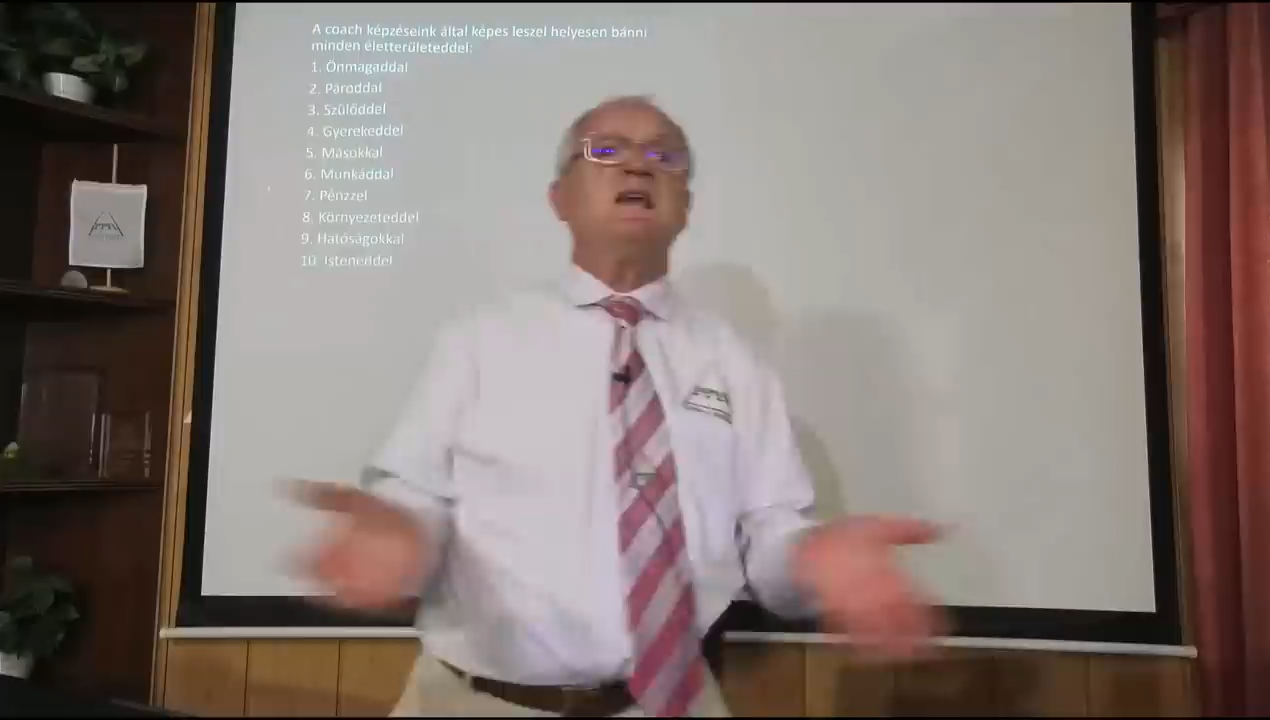 A coach képzéseink által képes leszel helyesen bánni
minden életterületeddel:
1. Önmagaddal
2. Pároddal
3. Szülőddel
4. Gyerekeddel
5. Másokkal
6. Munkáddal
7. Pénzzel
8. Környezeteddel
9. Hatóságokkal
10. Isteneddel